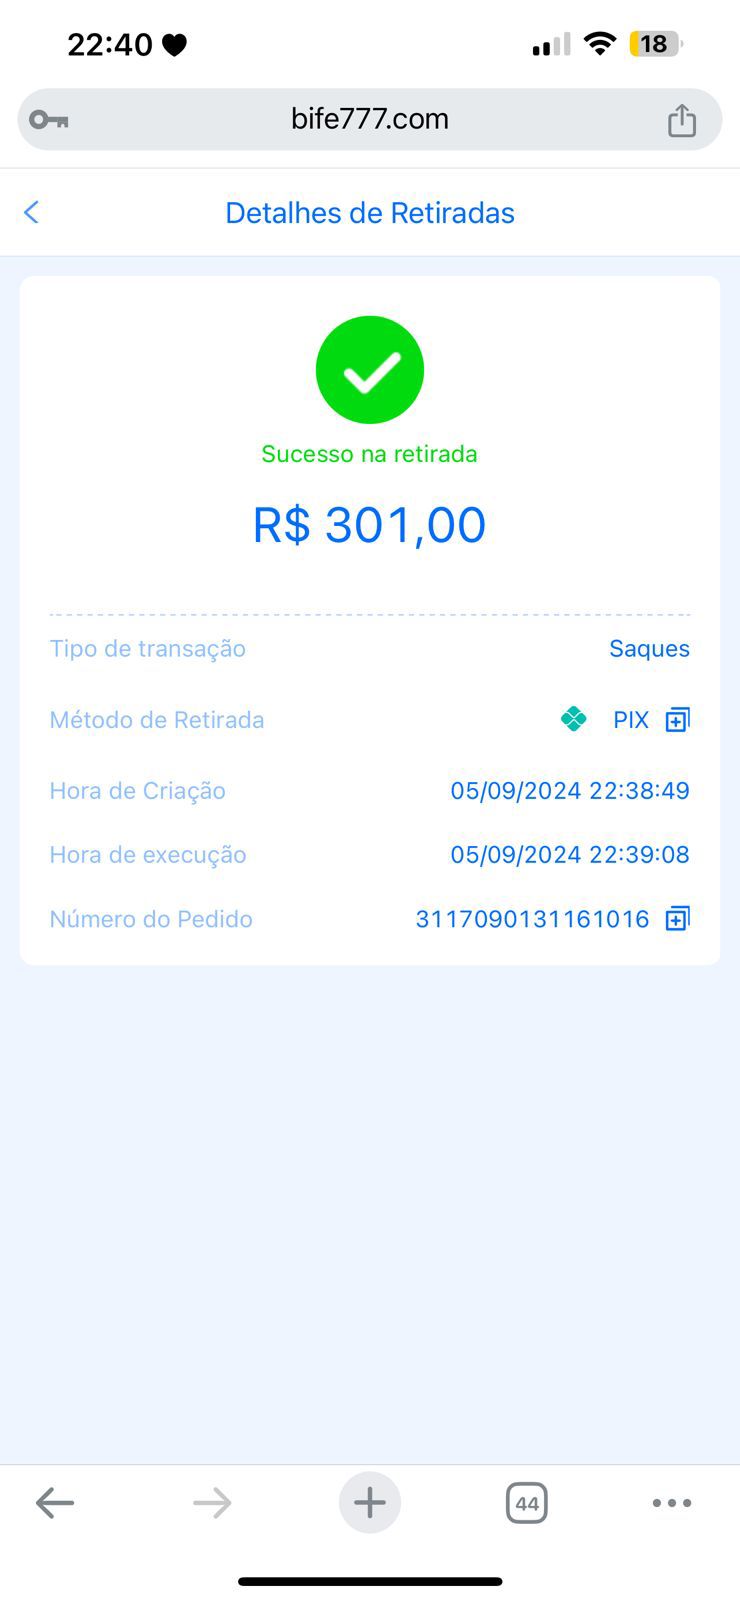 22:40
18
bife777.com
Detalhes de Retiradas
Sucesso na retirada
R$ 301,00
Tipo de transação Saques
Método de Retirada PIX
Hora de Criação 05/09/2024 22:38:49
Hora de execução 05/09/2024 22:39:08
Número do Pedido 3117090131161016
44